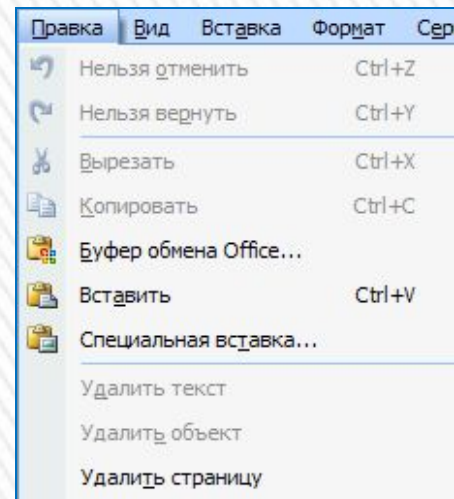 Правка Вид Вставка Формат Сер
Нельзя отменить Ctrl+Z
Нельзя вернуть Ctrl+Y
Вырезать Ctrl+X
Копировать Ctrl+C
Буфер обмена Office...
Вставить Ctrl+V
Специальная вставка...
Удалить текст
Удалить объект
Удалить страницу